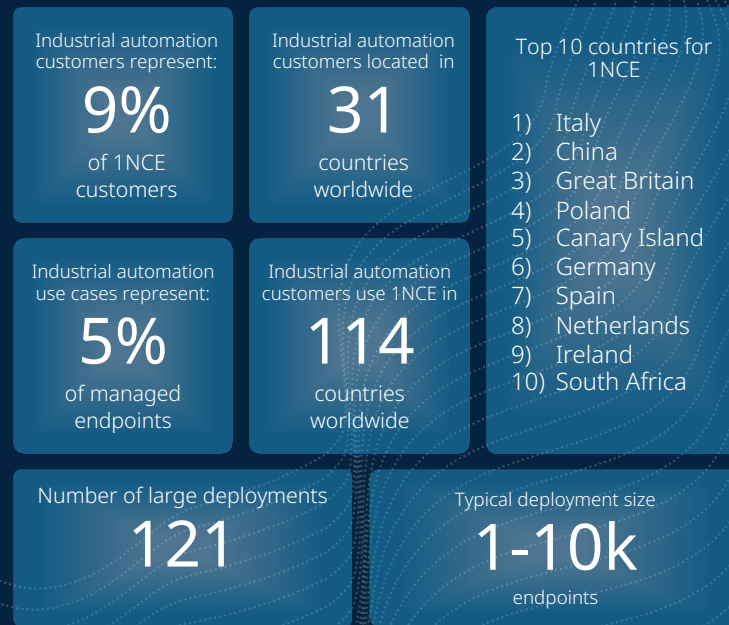 Industrial automation
customers represent:
9%
of 1NCE
customers
Industrial automation
customers located in
31
countries
worldwide
Top 10 countries for
1NCE
1) Italy
2) China
3) Great Britain
4) Poland
5) Canary Island
6) Germany
7) Spain
8) Netherlands
9) Ireland
10) South Africa
Industrial automation
use cases represent:
5%
of managed
endpoints
Industrial automation
customers use 1NCE in
114
countries
worldwide
Number of large deployments
121
Typical deployment size
1-10k
endpoints